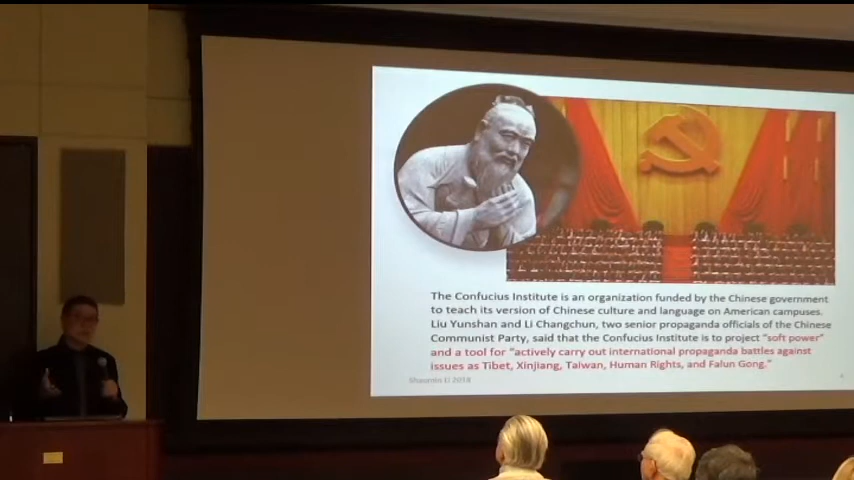 The Confucius Institute is an organization funded by the Chinese government
to teach its version of Chinese culture and language on American campuses.
Liu Yunshan and Li Changchun, two senior propaganda officials of the Chinese
Communist Party, said that the Confucius Institute is to project "soft power"
and a tool for "actively carry out international propaganda battles against
issues as Tibet, Xinjiang, Taiwan, Human Rights, and Falun Gong."
Shaomin Li 2018